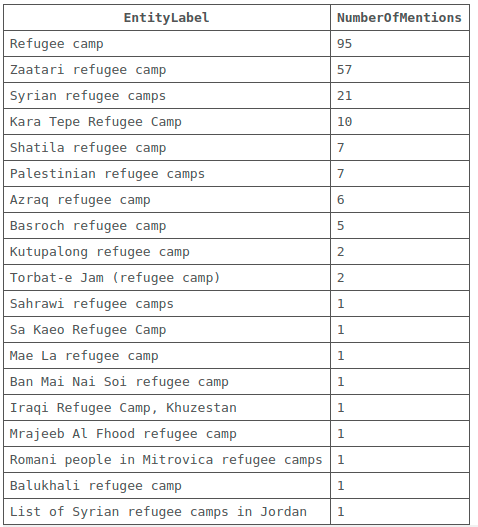 EntityLabel NumberOfMentions
Refugee camp 95
Zaatari refugee camp 57
Syrian refugee camps 21
Kara Tepe Refugee Camp 10
Shatila refugee camp 7
Palestinian refugee camps 7
Azraq refugee camp 6
Basroch refugee camp 5
Kutupalong refugee camp 2
Torbat-e Jam (refugee camp) 2
Sahrawi refugee camps 1
Sa Kaeo Refugee Camp 1
Mae La refugee camp 1
Ban Mai Nai Soi refugee camp 1
Iraqi Refugee Camp, Khuzestan 1
Mrajeeb Al Fhood refugee camp 1
Romani people in Mitrovica refugee camps 1
Balukhali refugee camp 1
List of Syrian refugee camps in Jordan 1